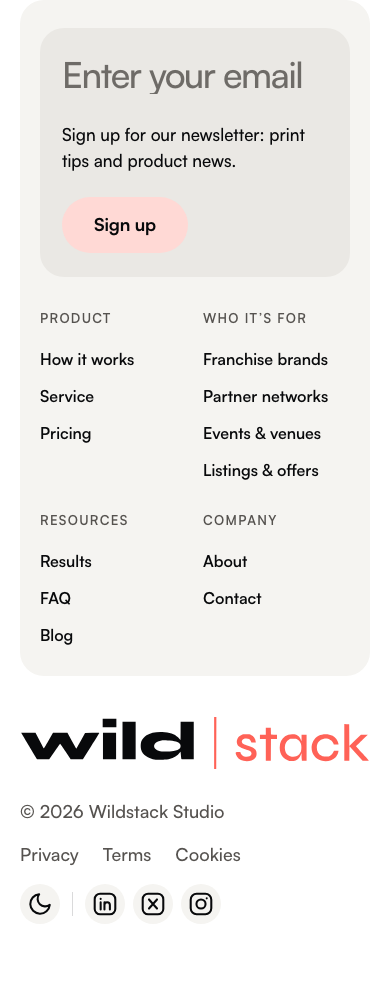 Enter your email
Sign up for our newsletter: print
tips and product news.
Sign up
PRODUCT
How it works
Service
Pricing
WHO IT'S FOR
Franchise brands
Partner networks
Events & venues
Listings & offers
RESOURCES
Results
FAQ
Blog
COMPANY
About
Contact
wild | stack
© 2026 Wildstack Studio
Privacy Terms Cookies